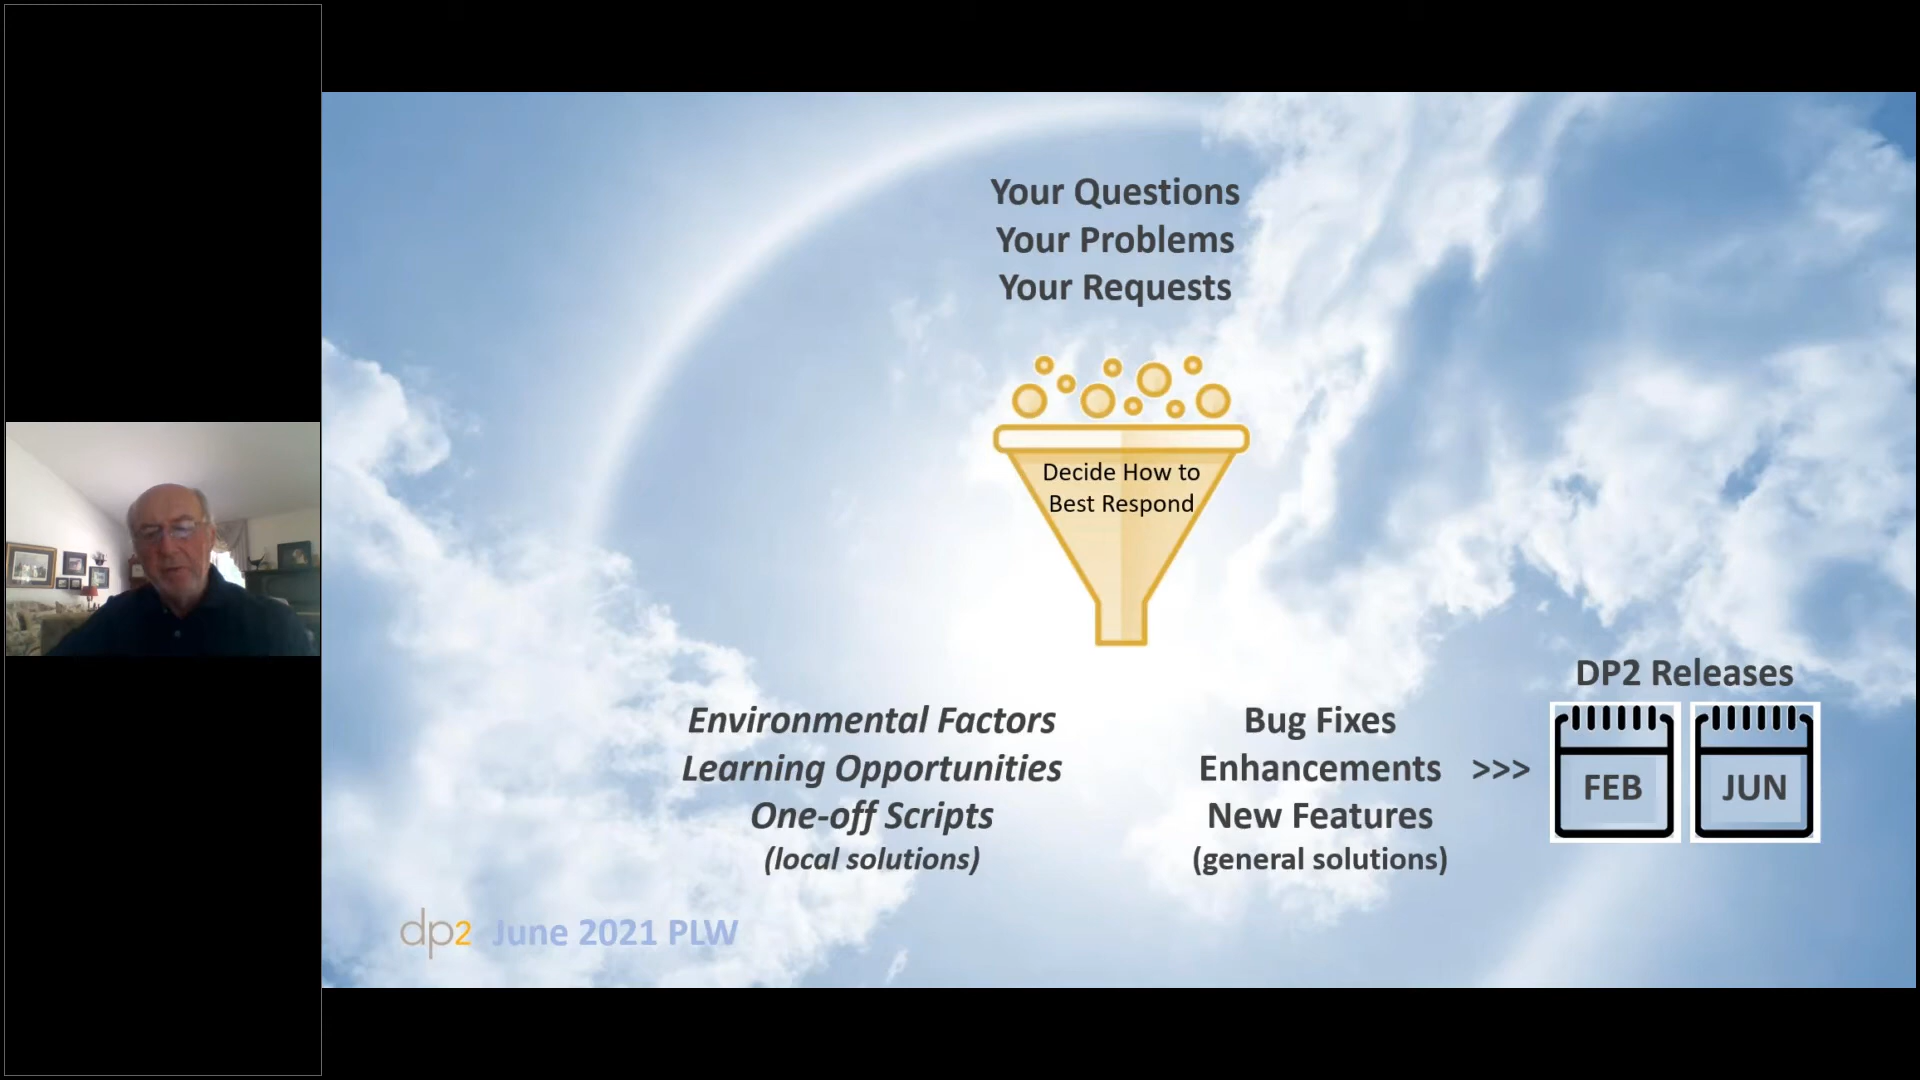 Your Questions
Your Problems
Your Requests
Decide How to
Best Respond
Environmental Factors
Learning Opportunities
One-off Scripts
(local solutions)
Bug Fixes
Enhancements
New Features
(general solutions)
>>>
DP2 Releases
FEB
JUN
dp2 June 2021 PLW